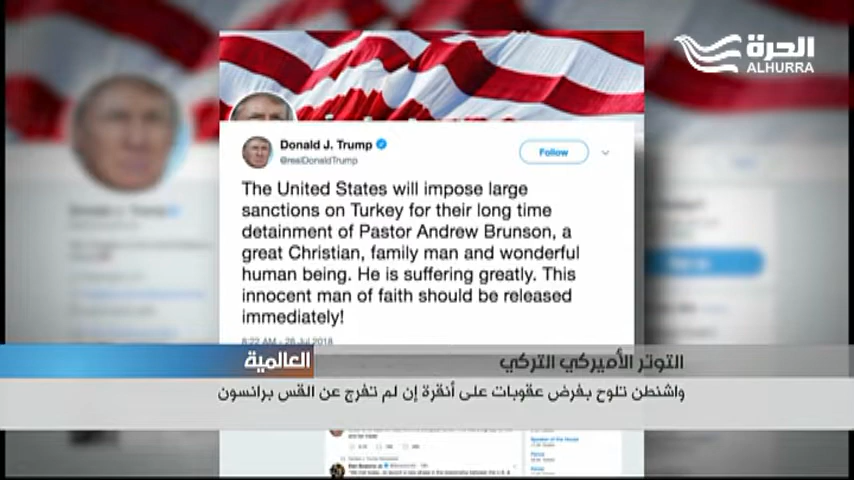 الحرة
ALHURRA
Donald J. Trump
@realDonaldTrump
Follow
The United States will impose large
sanctions on Turkey for their long time
detainment of Pastor Andrew Brunson, a
great Christian, family man and wonderful
human being. He is suffering greatly. This
innocent man of faith should be released
immediately!
8:22 AM - 26 Jul 2018
التوتر الأميركي التركي
العالمية
واشنطن تلوح بفرض عقوبات على أنقرة إن لم تفرج عن القس برانسون